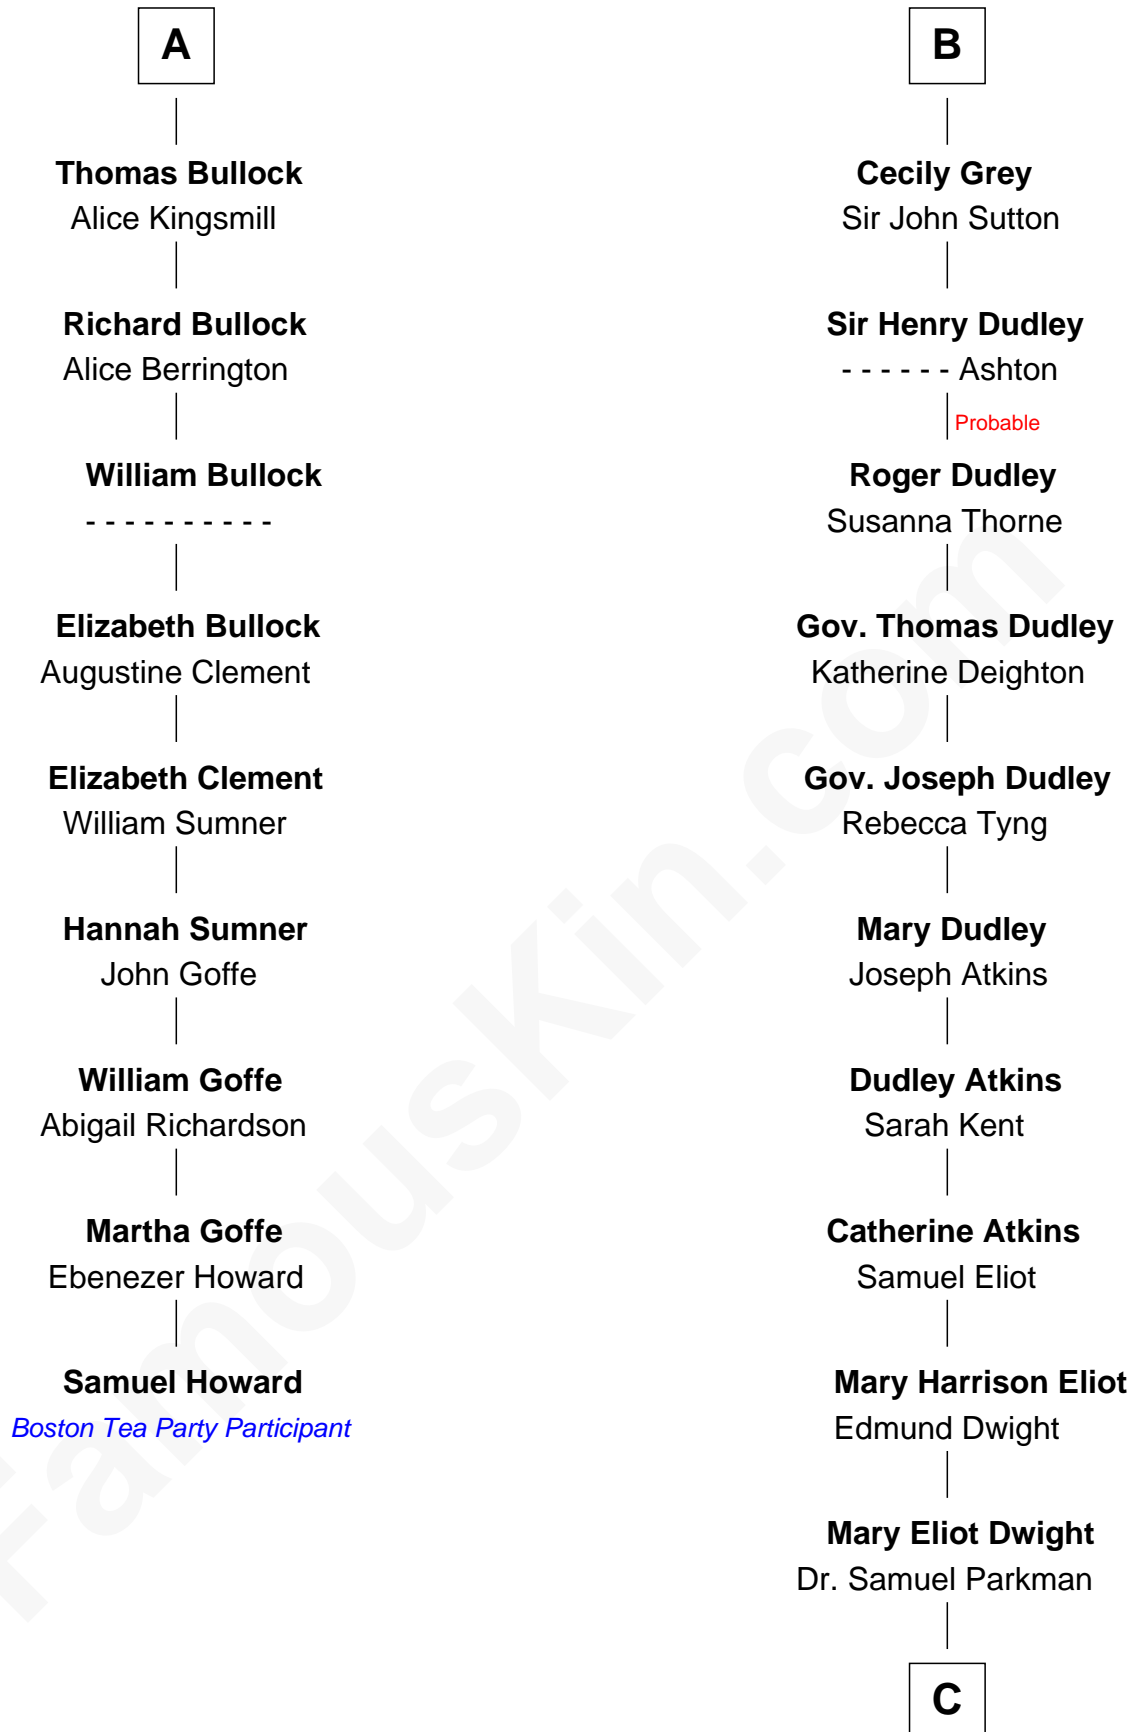 A
Thomas Bullock
Alice Kingsmill
Richard Bullock
Alice Berrington
William Bullock
- - - - - - - - - -
Elizabeth Bullock
Augustine Clement
Elizabeth Clement
William Sumner
Hannah Sumner
John Goffe
William Goffe
Abigail Richardson
Martha Goffe
Ebenezer Howard
Samuel Howard
Boston Tea Party Participant
B
Cecily Grey
Sir John Sutton
Sir Henry Dudley
- - - - - - Ashton
Probable
Roger Dudley
Susanna Thorne
Gov. Thomas Dudley
Katherine Deighton
Gov. Joseph Dudley
Rebecca Tyng
Mary Dudley
Joseph Atkins
Dudley Atkins
Sarah Kent
Catherine Atkins
Samuel Eliot
Mary Harrison Eliot
Edmund Dwight
Mary Eliot Dwight
Dr. Samuel Parkman
C
FamousKin.com